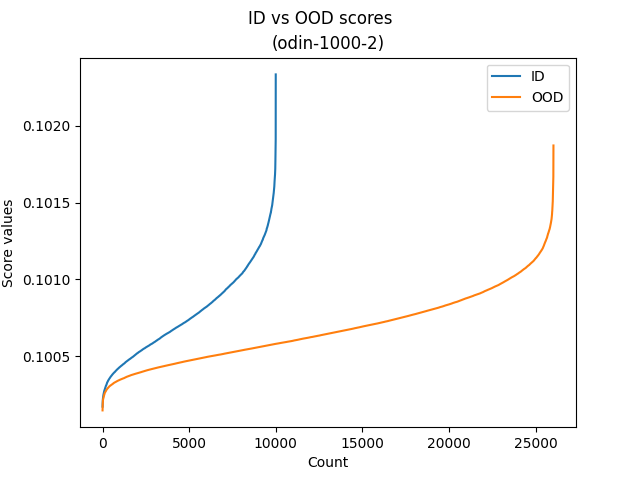 ID vs OOD scores
(odin-1000-2)
ID
OOD
0.1020
0.1015
0.1010
0.1005
Score values
0
5000
10000
15000
20000
25000
Count